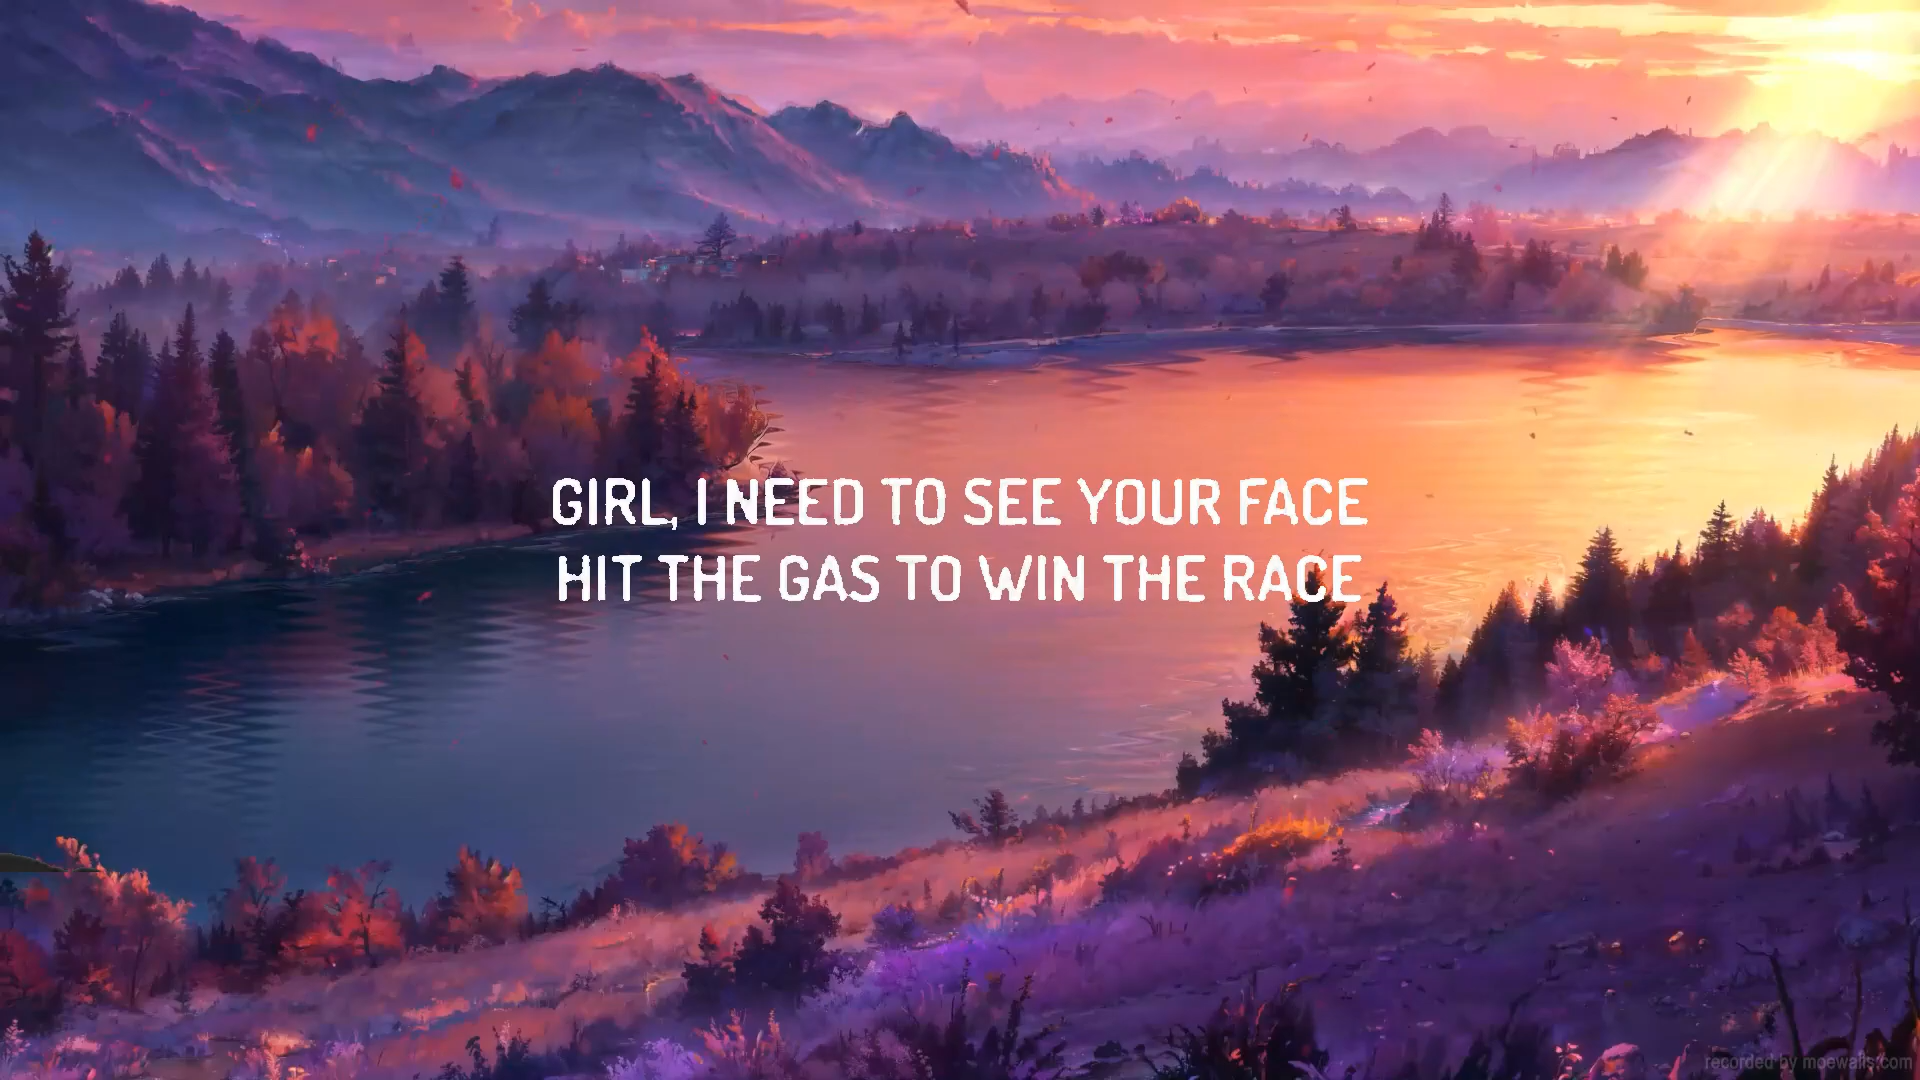 GIRL, I NEED TO SEE YOUR FACE
HIT THE GAS TO WIN THE RACE
recorded by moewalls.com